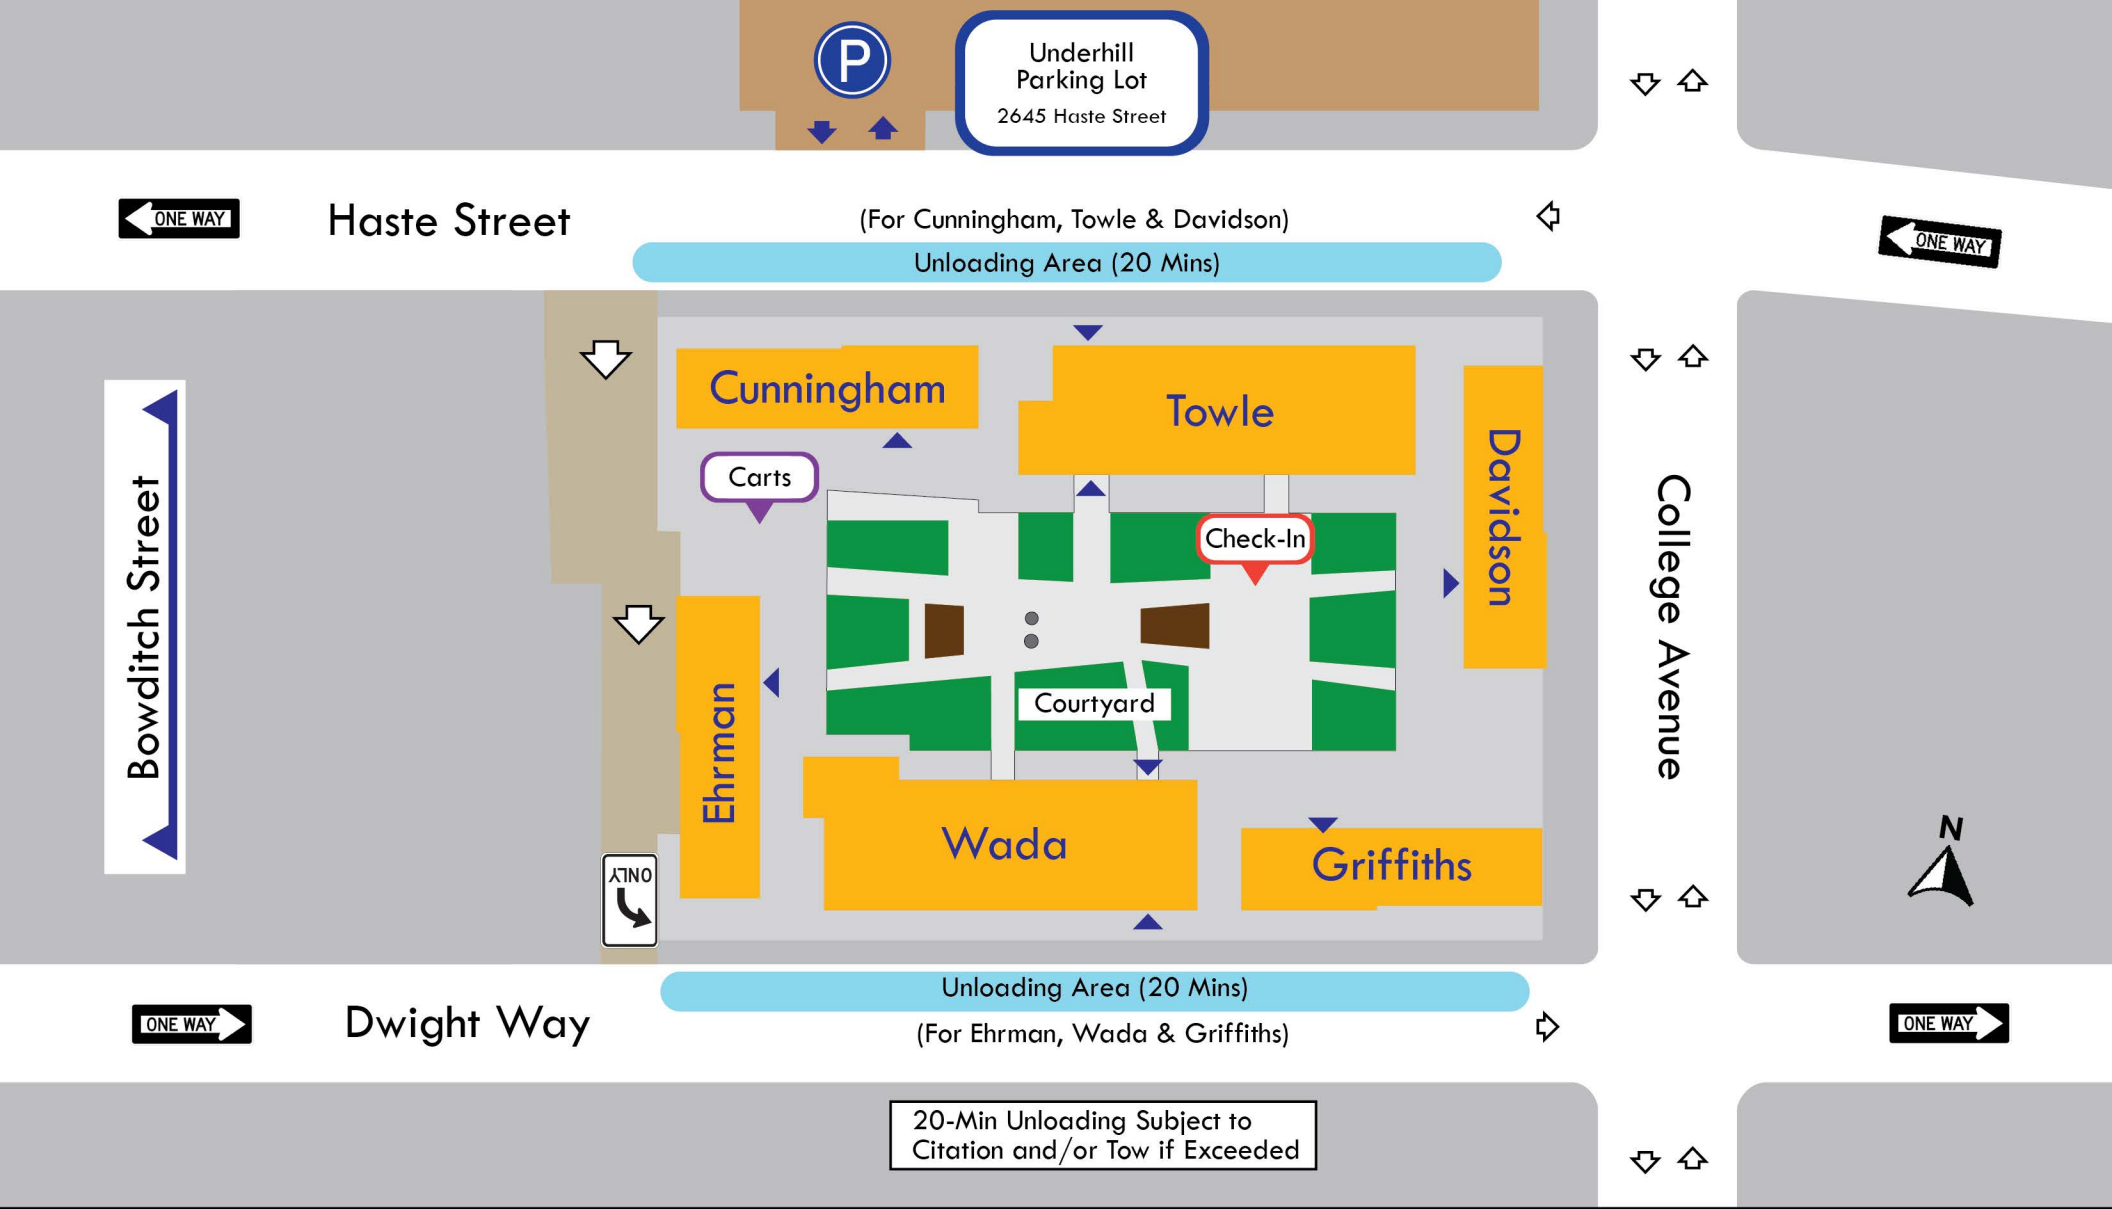 P
Underhill
Parking Lot
2645 Haste Street
ONE WAY
Haste Street
(For Cunningham, Towle & Davidson)
Unloading Area (20 Mins)
ONE WAY
Cunningham
Towle
Davidson
Carts
Check-In
Bowditch Street
College Avenue
Courtyard
Ehrman
Wada
Griffiths
N
ONLY
Unloading Area (20 Mins)
ONE WAY
Dwight Way
(For Ehrman, Wada & Griffiths)
ONE WAY
20-Min Unloading Subject to
Citation and/or Tow if Exceeded